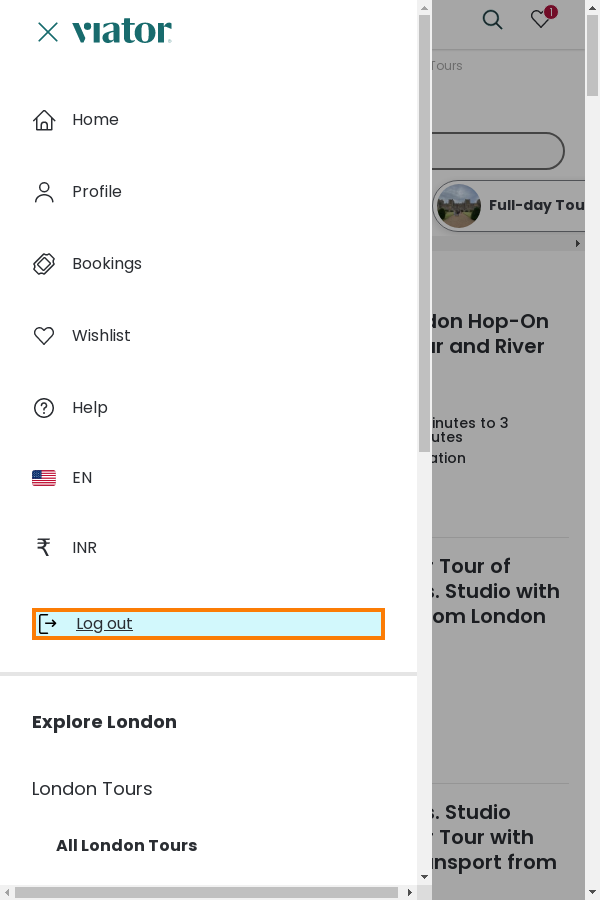 viator
1
Tours
Home
Profile
Full-day Tou
Bookings
Wishlist
don Hop-On
ur and River
Help
inutes to 3
utes
ation
EN
₹ INR
r Tour of
s. Studio with
om London
Log out
Explore London
London Tours
All London Tours
s. Studio
r Tour with
ansport from